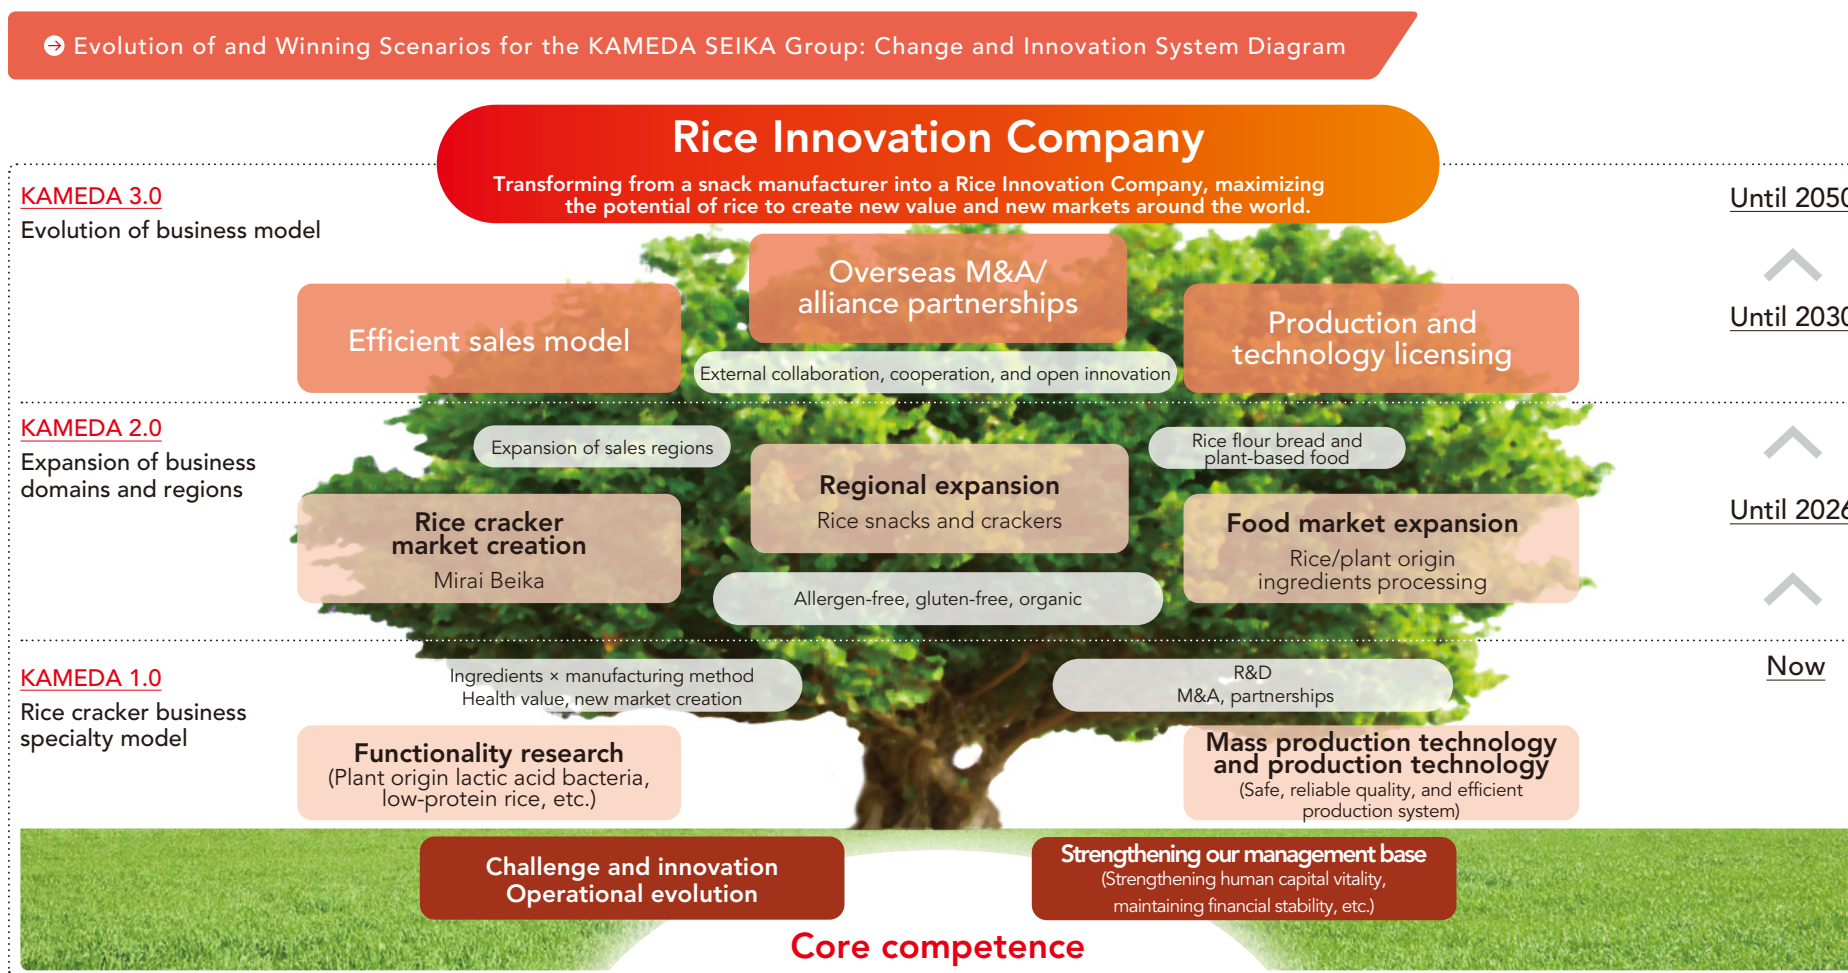 Evolution of and Winning Scenarios for the KAMEDA SEIKA Group: Change and Innovation System Diagram
Rice Innovation Company
Transforming from a snack manufacturer into a Rice Innovation Company, maximizing
the potential of rice to create new value and new markets around the world.
KAMEDA 3.0
Evolution of business model
Until 2050
Overseas M&A/
alliance partnerships
Efficient sales model
Production and
technology licensing
Until 2030
External collaboration, cooperation, and open innovation
KAMEDA 2.0
Expansion of business
domains and regions
Expansion of sales regions
Rice flour bread and
plant-based food
Regional expansion
Rice snacks and crackers
Rice cracker
market creation
Mirai Beika
Food market expansion
Rice/plant origin
ingredients processing
Until 2026
Allergen-free, gluten-free, organic
KAMEDA 1.0
Rice cracker business
specialty model
Ingredients × manufacturing method
Health value, new market creation
R&D
M&A, partnerships
Now
Functionality research
(Plant origin lactic acid bacteria,
low-protein rice, etc.)
Mass production technology
and production technology
(Safe, reliable quality, and efficient
production system)
Challenge and innovation
Operational evolution
Strengthening our management base
(Strengthening human capital vitality,
maintaining financial stability, etc.)
Core competence